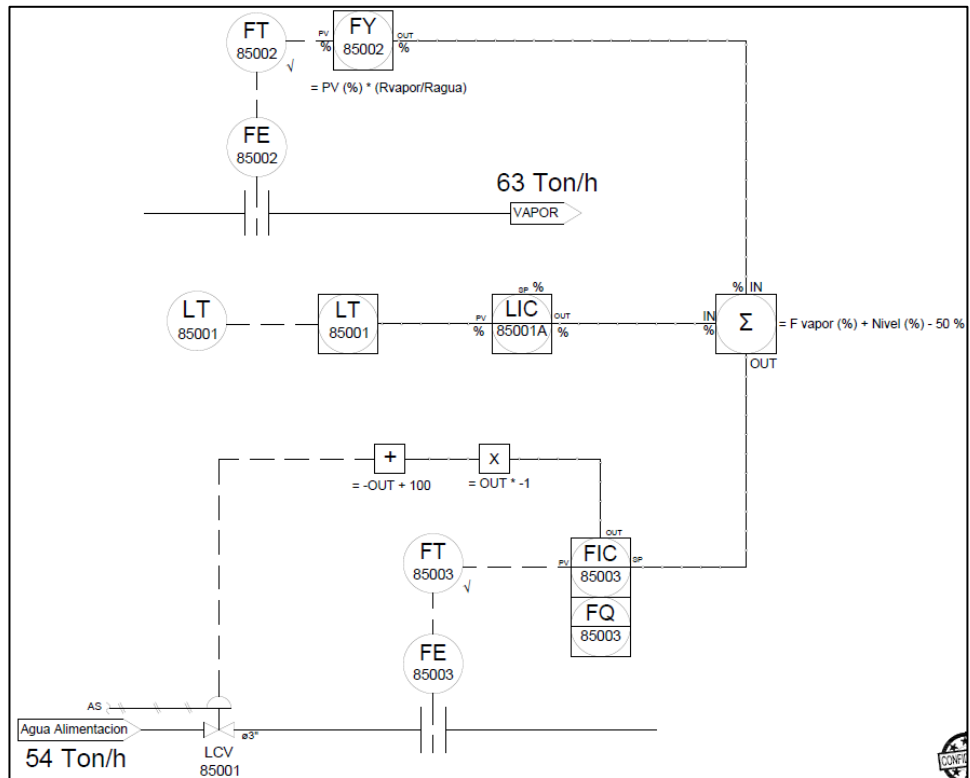 FT
85002
√
PV
%
FY
85002
OUT
%
= PV (%) * (Rvapor/Ragua)
FE
85002
63 Ton/h
VAPOR
LT
85001
LT
85001
SP %
PV
%
LIC
85001A
OUT
%
% IN
IN
%
Σ
= F vapor (%) + Nivel (%) - 50 %
OUT
+
= -OUT + 100
X
= OUT * -1
OUT
FT
85003
√
PV
FIC
85003
SP
FQ
85003
FE
85003
AS
Agua Alimentacion
ø3"
54 Ton/h
LCV
85001